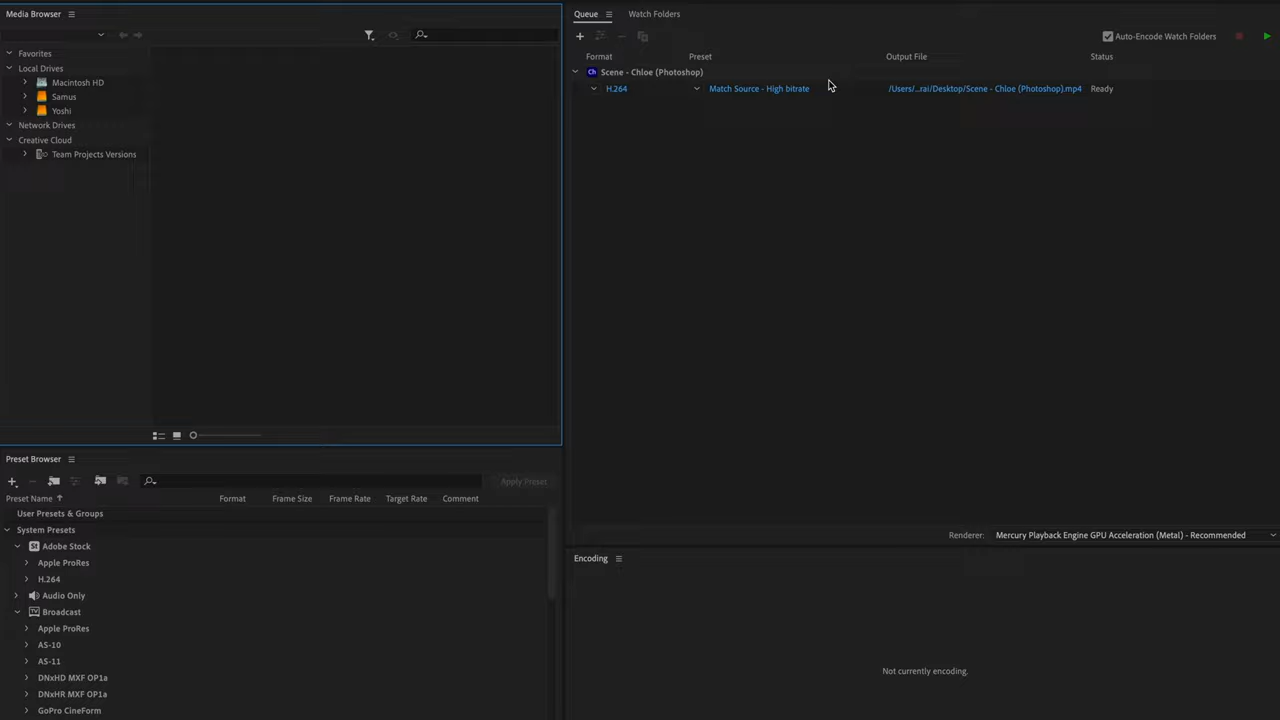 Media Browser
Favorites
Local Drives
Macintosh HD
Samus
Yoshi
Network Drives
Creative Cloud
Team Projects Versions
Queue
Watch Folders
Auto-Encode Watch Folders
Format Preset Output File Status
Ch Scene - Chloe (Photoshop)
H.264 Match Source - High bitrate /Users/...rai/Desktop/Scene - Chloe (Photoshop).mp4 Ready
Renderer: Mercury Playback Engine GPU Acceleration (Metal) - Recommended
Preset Browser
Apply Preset
Preset Name Format Frame Size Frame Rate Target Rate Comment
User Presets & Groups
System Presets
St Adobe Stock
Apple ProRes
H.264
Audio Only
TV Broadcast
Apple ProRes
AS-10
AS-11
DNxHD MXF OP1a
DNxHR MXF OP1a
GoPro CineForm
Encoding
Not currently encoding.